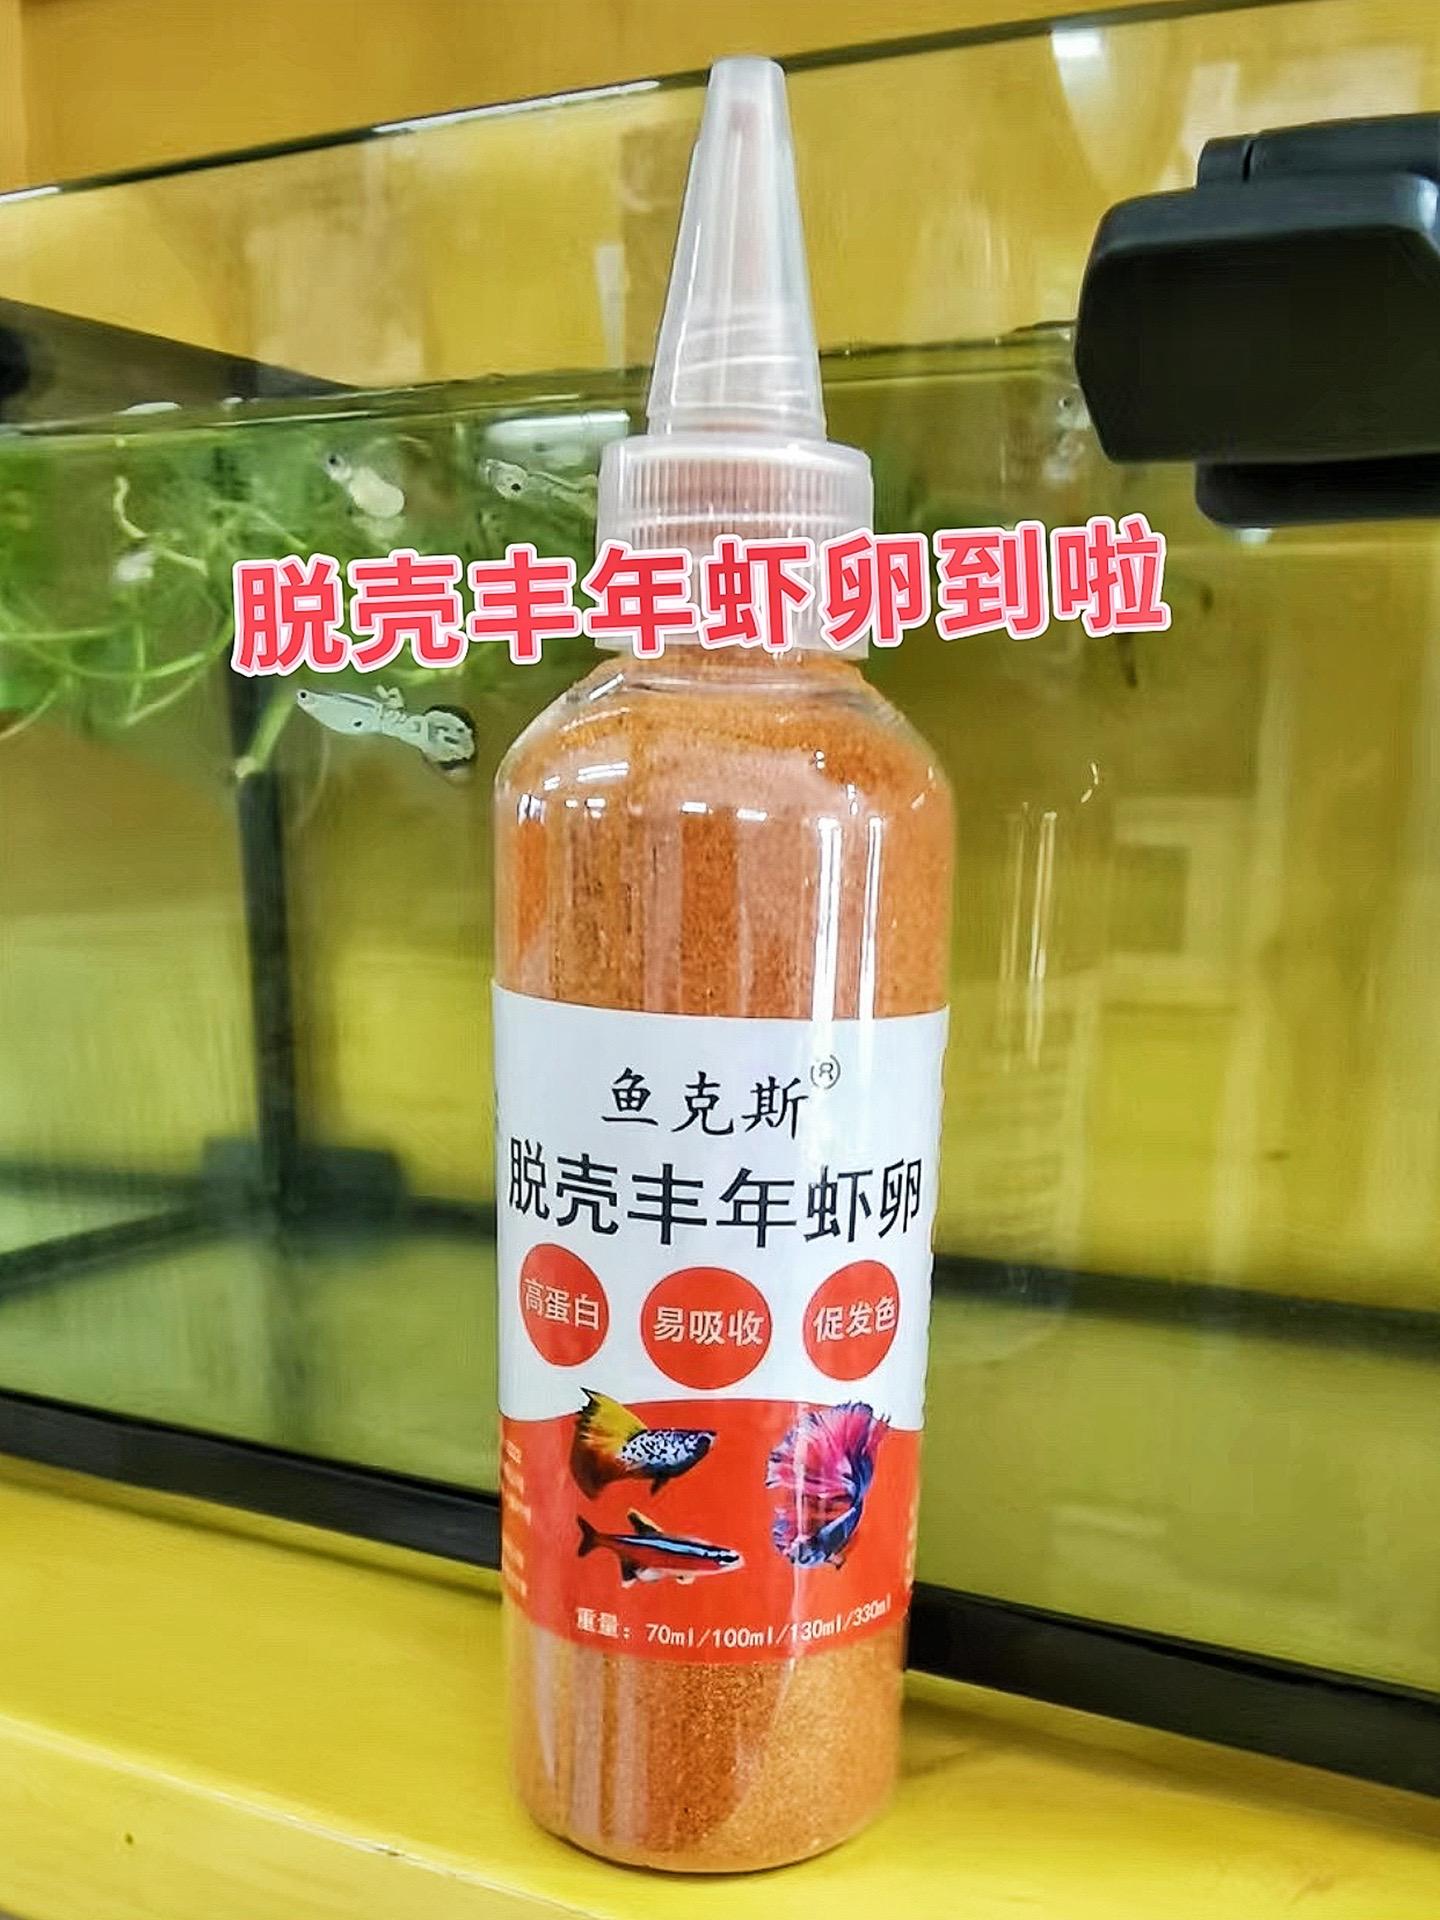 脱壳丰年虾卵到啦
鱼克斯®
脱壳丰年虾卵
高蛋白
易吸收
促发色
重量：70ml/100ml/130ml/330ml